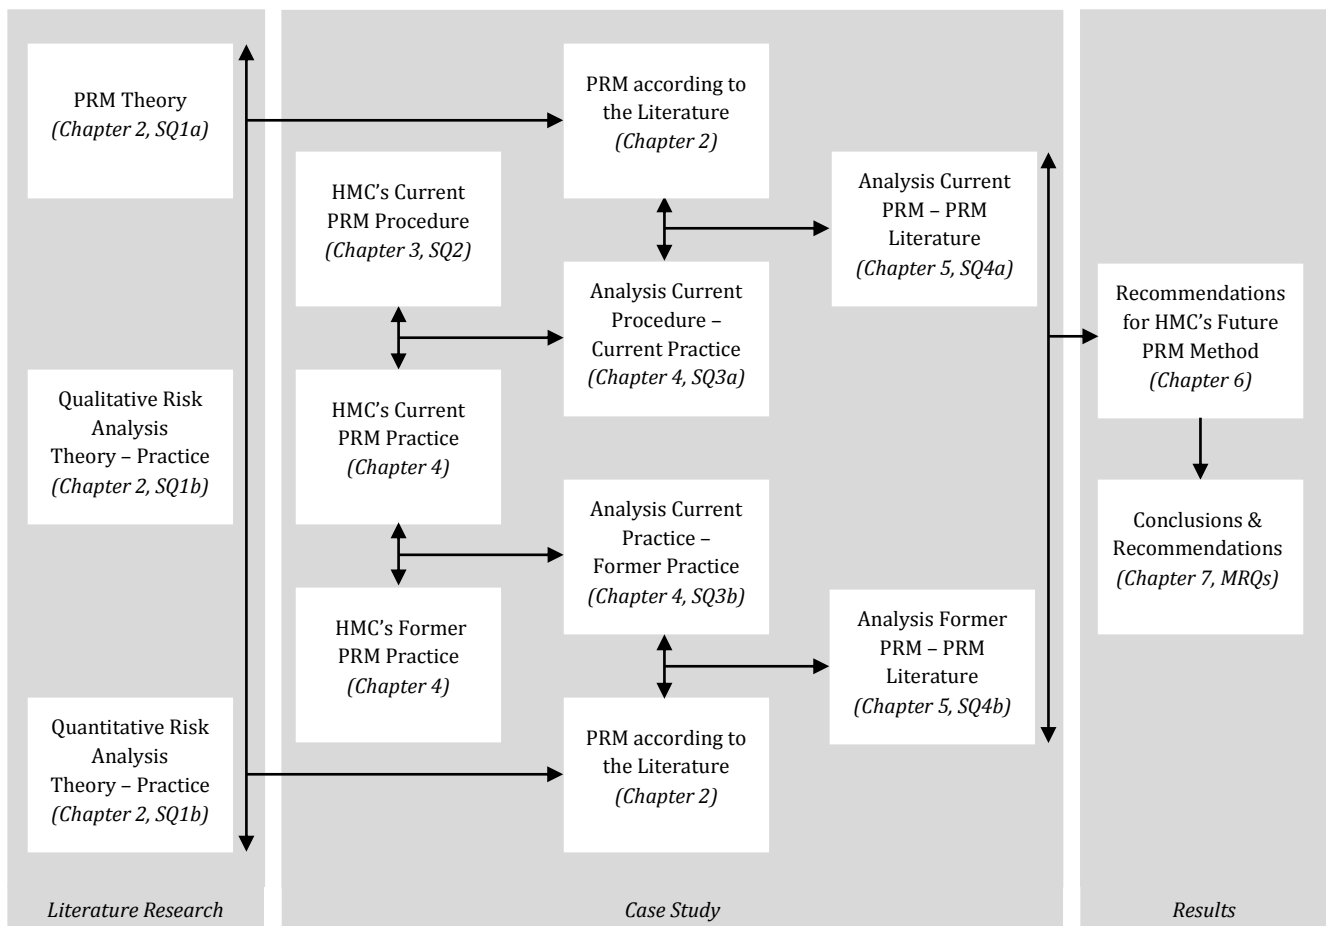 PRM Theory
(Chapter 2, SQ1a)
Qualitative Risk
Analysis
Theory – Practice
(Chapter 2, SQ1b)
Quantitative Risk
Analysis
Theory – Practice
(Chapter 2, SQ1b)
Literature Research
HMC’s Current
PRM Procedure
(Chapter 3, SQ2)
HMC’s Current
PRM Practice
(Chapter 4)
HMC’s Former
PRM Practice
(Chapter 4)
PRM according to
the Literature
(Chapter 2)
Analysis Current
Procedure –
Current Practice
(Chapter 4, SQ3a)
Analysis Current
Practice –
Former Practice
(Chapter 4, SQ3b)
PRM according to
the Literature
(Chapter 2)
Analysis Current
PRM – PRM
Literature
(Chapter 5, SQ4a)
Analysis Former
PRM – PRM
Literature
(Chapter 5, SQ4b)
Case Study
Recommendations
for HMC’s Future
PRM Method
(Chapter 6)
Conclusions &
Recommendations
(Chapter 7, MRQs)
Results